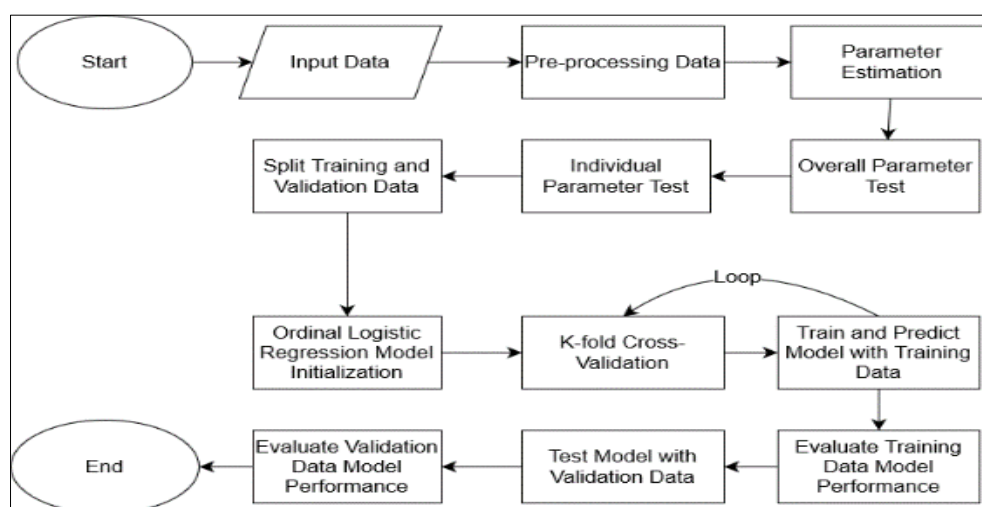 Start
Input Data
Pre-processing Data
Parameter
Estimation
Split Training and
Validation Data
Individual
Parameter Test
Overall Parameter
Test
Loop
Ordinal Logistic
Regression Model
Initialization
K-fold Cross-
Validation
Train and Predict
Model with Training
Data
End
Evaluate Validation
Data Model
Performance
Test Model with
Validation Data
Evaluate Training
Data Model
Performance